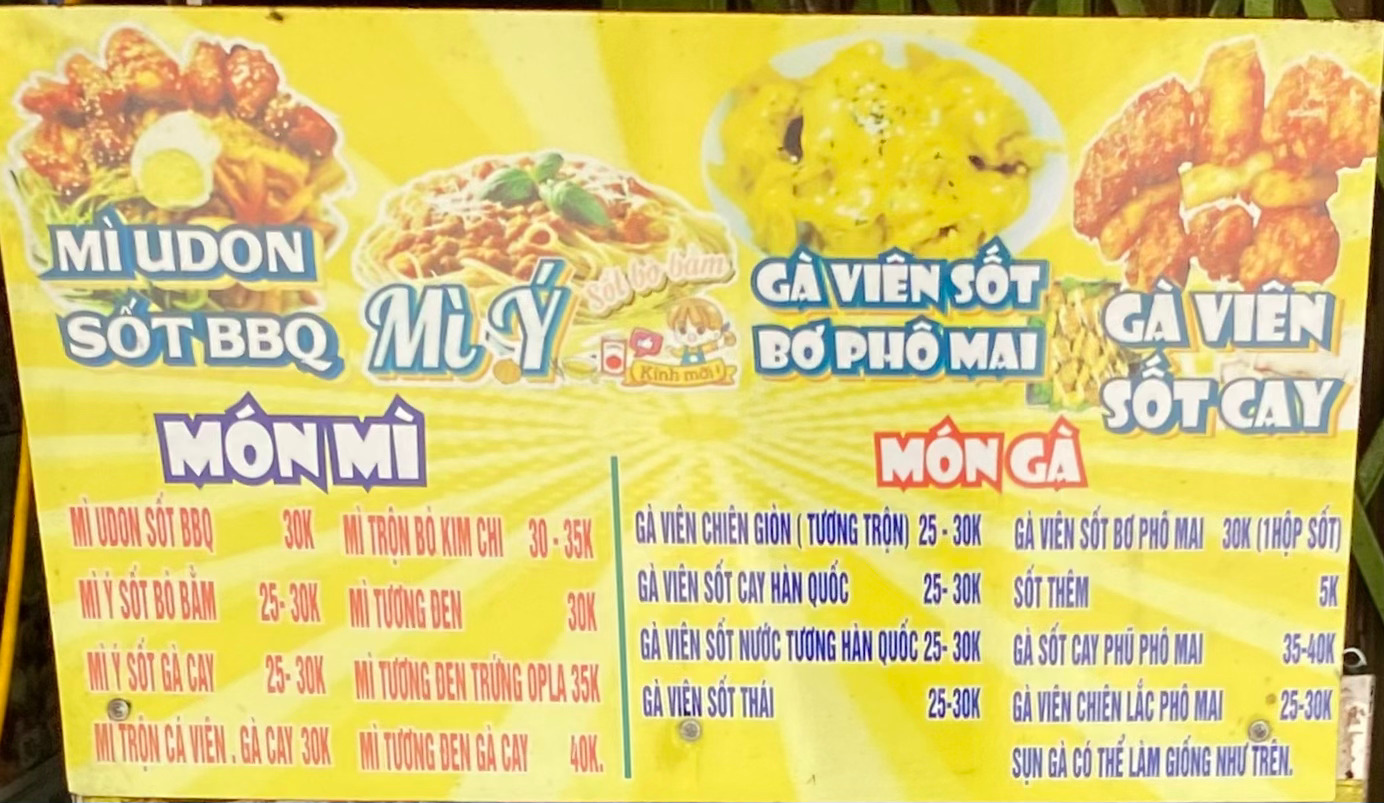 MÌ UDON
SỐT BBQ
Mì Ý
sốt bò bằm
Kính mời!
GÀ VIÊN SỐT
BƠ PHÔ MAI
GÀ VIÊN
SỐT CAY
MÓN MÌ
MÌ UDON SỐT BBQ 30K
MÌ Ý SỐT BÒ BẰM 25-30K
MÌ Ý SỐT GÀ CAY 25-30K
MÌ TRỘN CÁ VIÊN . GÀ CAY 30K
MÌ TRỘN BÒ KIM CHI 30-35K
MÌ TƯƠNG ĐEN 30K
MÌ TƯƠNG ĐEN TRỨNG OPLA 35K
MÌ TƯƠNG ĐEN GÀ CAY 40K.
MÓN GÀ
GÀ VIÊN CHIÊN GIÒN ( TƯƠNG TRỘN) 25-30K
GÀ VIÊN SỐT CAY HÀN QUỐC 25-30K
GÀ VIÊN SỐT NƯỚC TƯƠNG HÀN QUỐC 25-30K
GÀ VIÊN SỐT THÁI 25-30K
GÀ VIÊN SỐT BƠ PHÔ MAI 30K (1HỘP SỐT)
SỐT THÊM 5K
GÀ SỐT CAY PHỦ PHÔ MAI 35-40K
GÀ VIÊN CHIÊN LẮC PHÔ MAI 25-30K
SỤN GÀ CÓ THỂ LÀM GIỐNG NHƯ TRÊN.